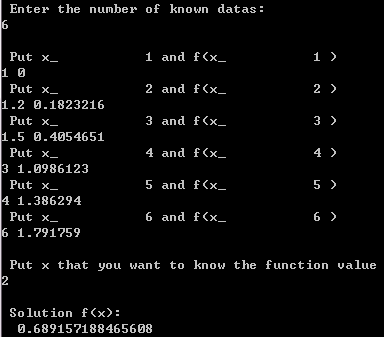 Enter the number of known datas:
6
Put x_ 1 and f(x_ 1 )
1 0
Put x_ 2 and f(x_ 2 )
1.2 0.1823216
Put x_ 3 and f(x_ 3 )
1.5 0.4054651
Put x_ 4 and f(x_ 4 )
3 1.0986123
Put x_ 5 and f(x_ 5 )
4 1.386294
Put x_ 6 and f(x_ 6 )
6 1.791759
Put x that you want to know the function value
2
Solution f(x):
0.689157188465608